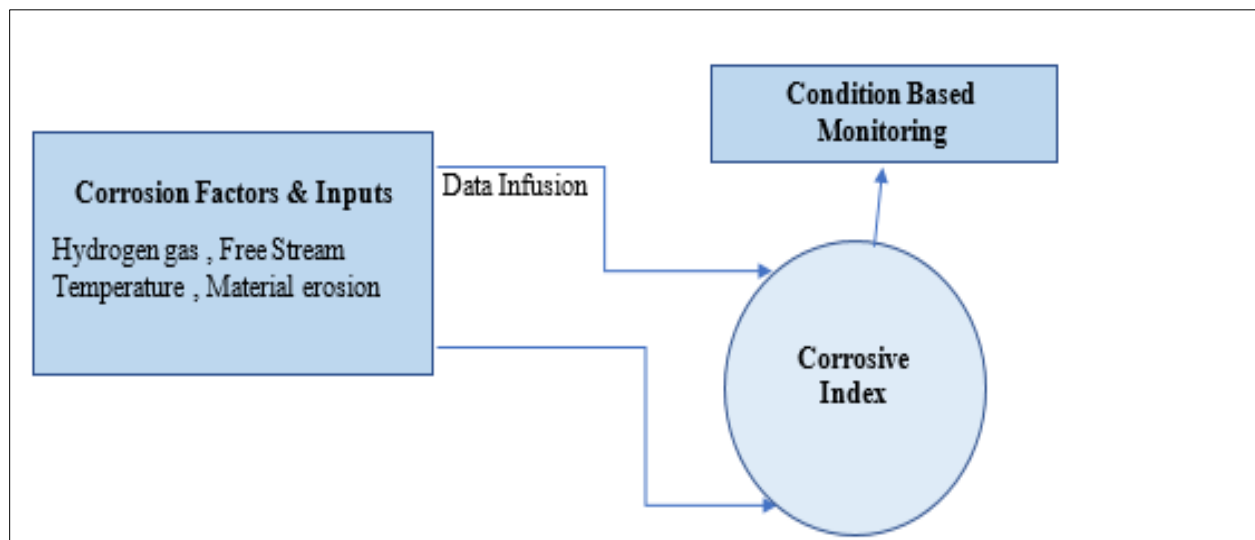 Condition Based
Monitoring
Corrosion Factors & Inputs
Hydrogen gas , Free Stream
Temperature , Material erosion
Data Infusion
Corrosive
Index